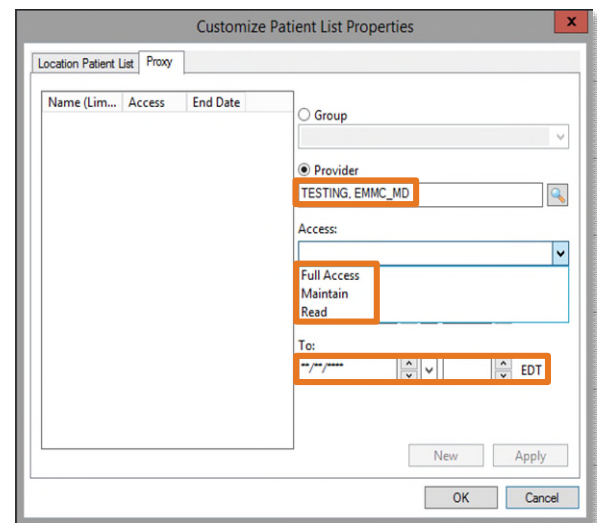 Customize Patient List Properties
x
Location Patient List Proxy
Name (Lim... Access End Date
Group
Provider
TESTING, EMMC_MD
Access:
Full Access
Maintain
Read
To:
**/**/**** EDT
New Apply
OK Cancel